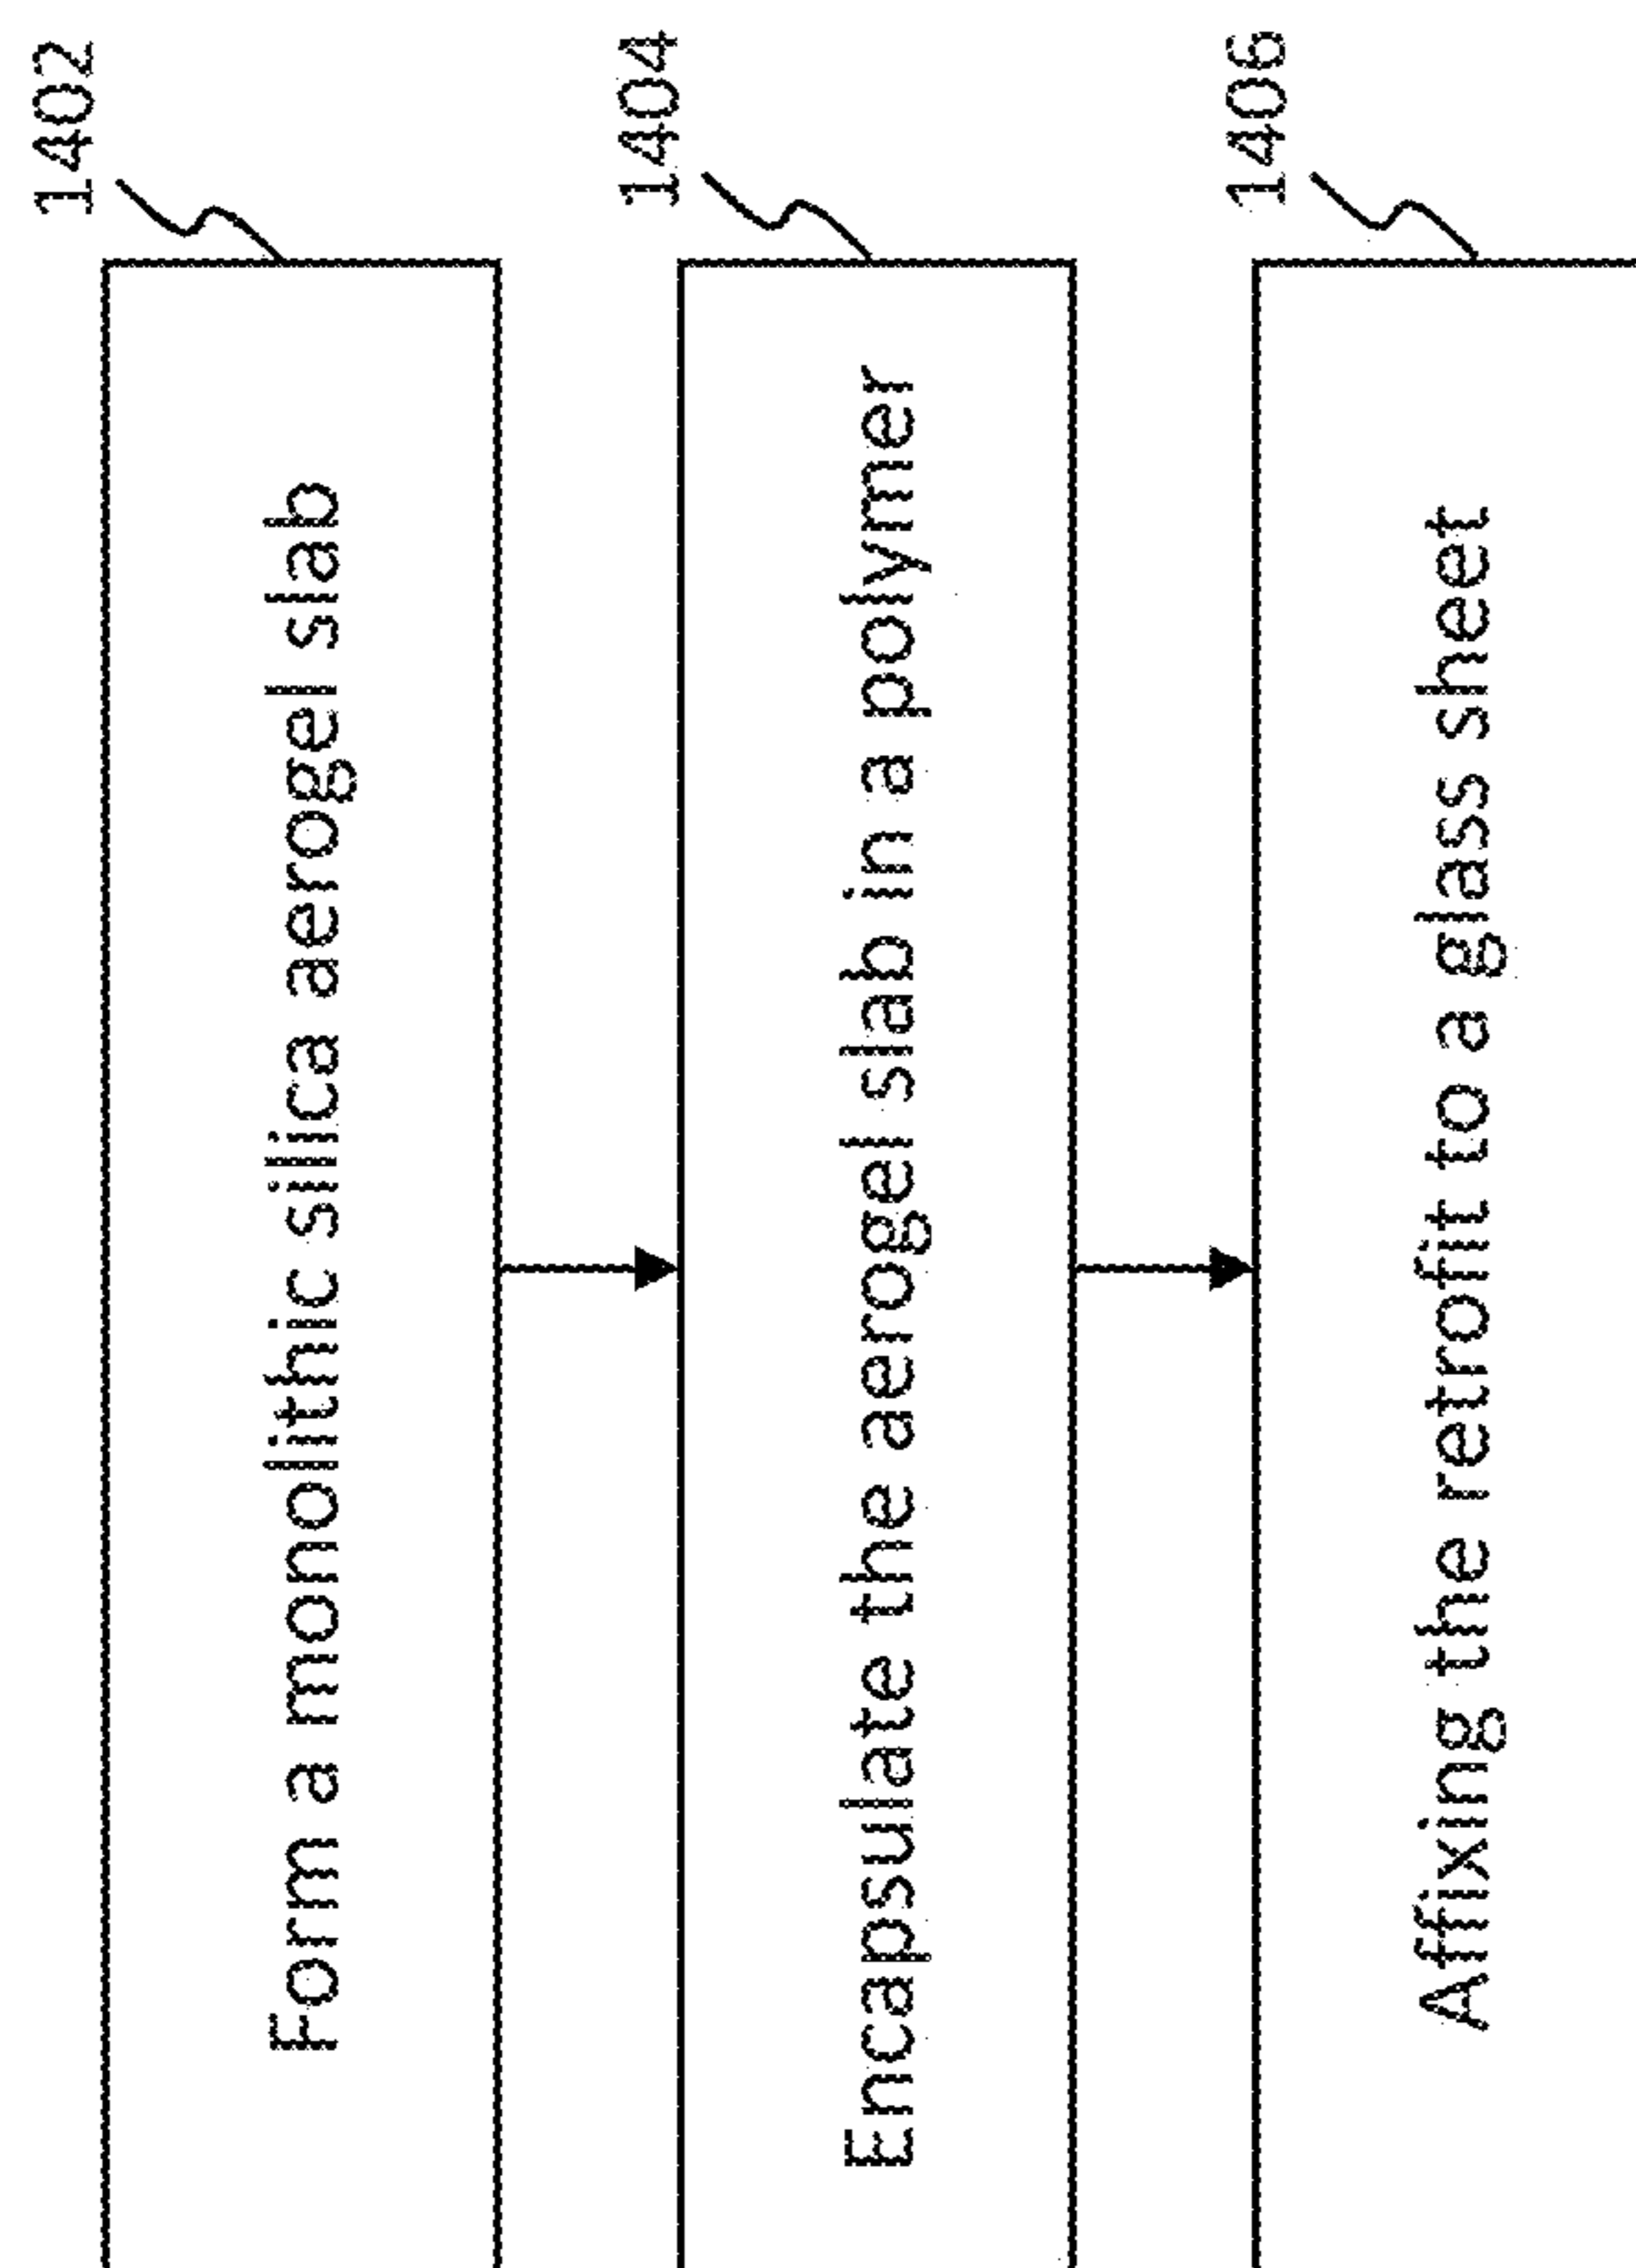 1402
Form a monolithic silica aerogel slab
1404
Encapsulate the aerogel slab in a polymer
1406
Affixing the retrofit to a glass sheet